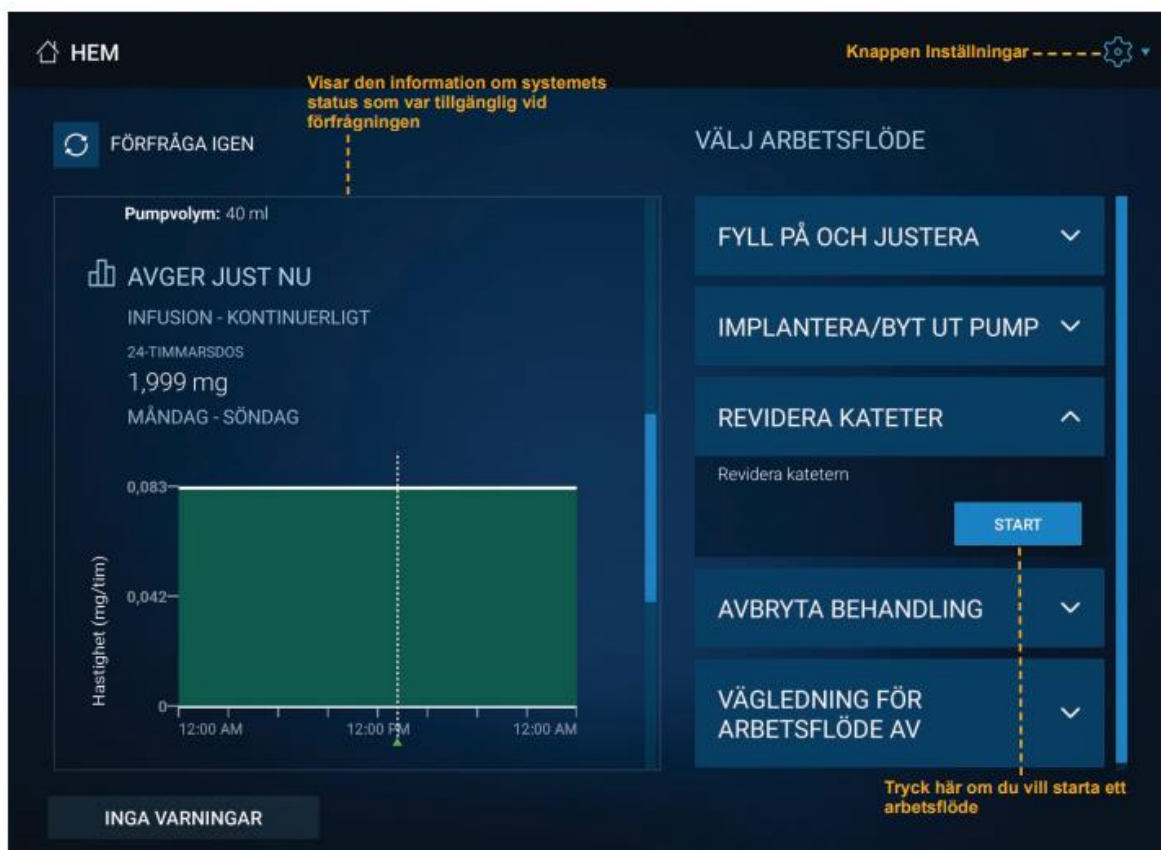 HEM
Knappen Inställningar
Visar den information om systemets
status som var tillgänglig vid
förfrågningen
FÖRFRÅGA IGEN
Pumpvolym: 40 ml
AVGER JUST NU
INFUSION - KONTINUERLIGT
24-TIMMARSDOS
1,999 mg
MÅNDAG - SÖNDAG
Hastighet (mg/tim)
0,083
0,042
0
12:00 AM
12:00 PM
12:00 AM
INGA VARNINGAR
VÄLJ ARBETSFLÖDE
FYLL PÅ OCH JUSTERA
IMPLANTERA/BYT UT PUMP
REVIDERA KATETER
Revidera katetern
START
AVBRYTA BEHANDLING
VÄGLEDNING FÖR
ARBETSFLÖDE AV
Tryck här om du vill starta ett
arbetsflöde